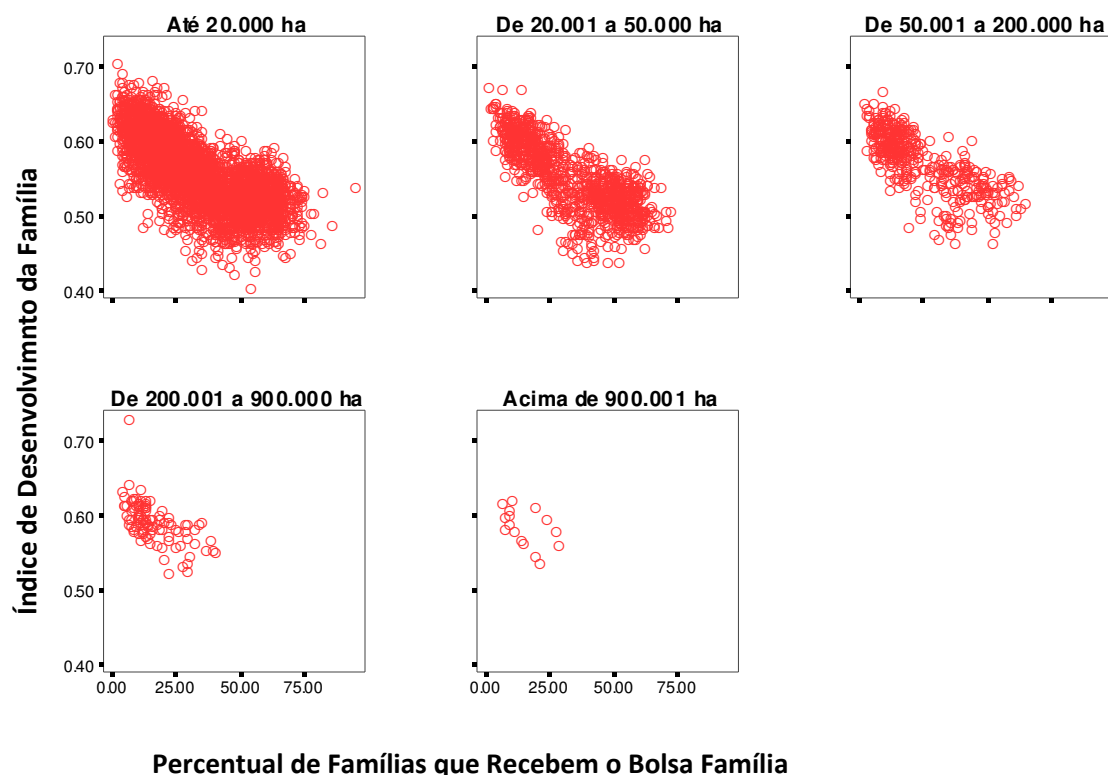 Até 20.000 ha
De 20.001 a 50.000 ha
De 50.001 a 200.000 ha
0.70
0.60
0.50
0.40
De 200.001 a 900.000 ha
Acima de 900.001 ha
0.70
0.60
0.50
0.40
0.00 25.00 50.00 75.00
0.00 25.00 50.00 75.00
Índice de Desenvolvimnto da Família
Percentual de Famílias que Recebem o Bolsa Família